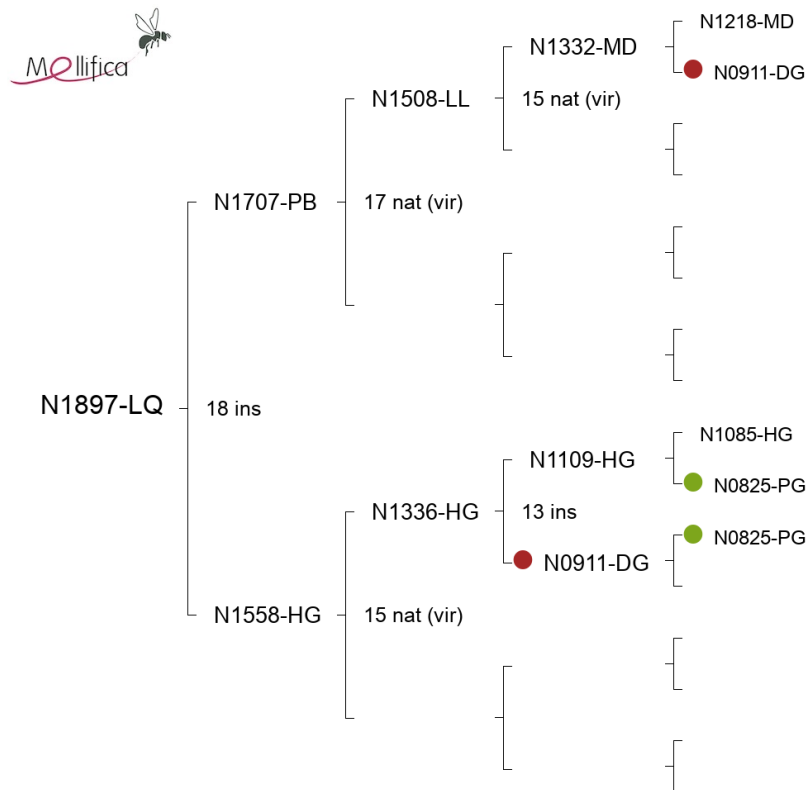 Mellifica
N1218-MD
N1332-MD
N0911-DG
N1508-LL
15 nat (vir)
N1707-PB
17 nat (vir)
N1897-LQ
18 ins
N1085-HG
N1109-HG
N0825-PG
N1336-HG
13 ins
N0825-PG
N0911-DG
N1558-HG
15 nat (vir)